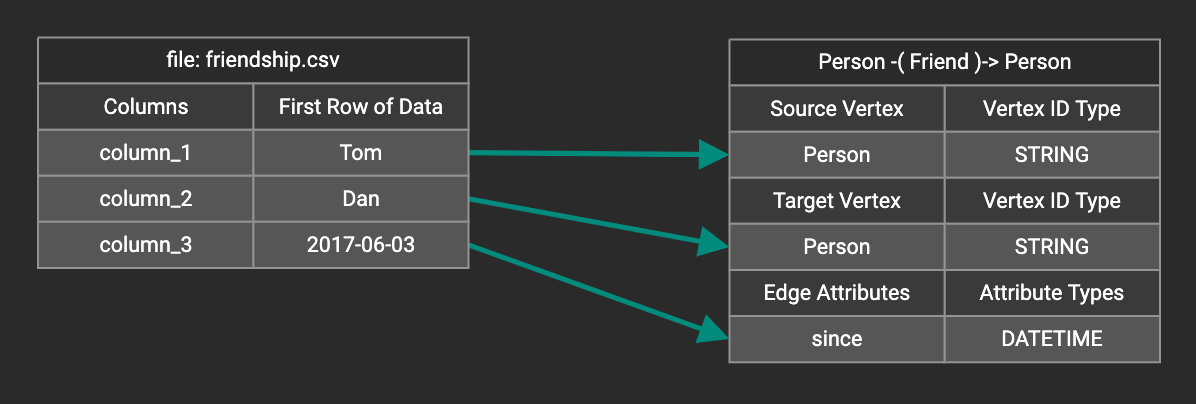 file: friendship.csv
Columns First Row of Data
column_1 Tom
column_2 Dan
column_3 2017-06-03
Person -( Friend )-> Person
Source Vertex Vertex ID Type
Person STRING
Target Vertex Vertex ID Type
Person STRING
Edge Attributes Attribute Types
since DATETIME